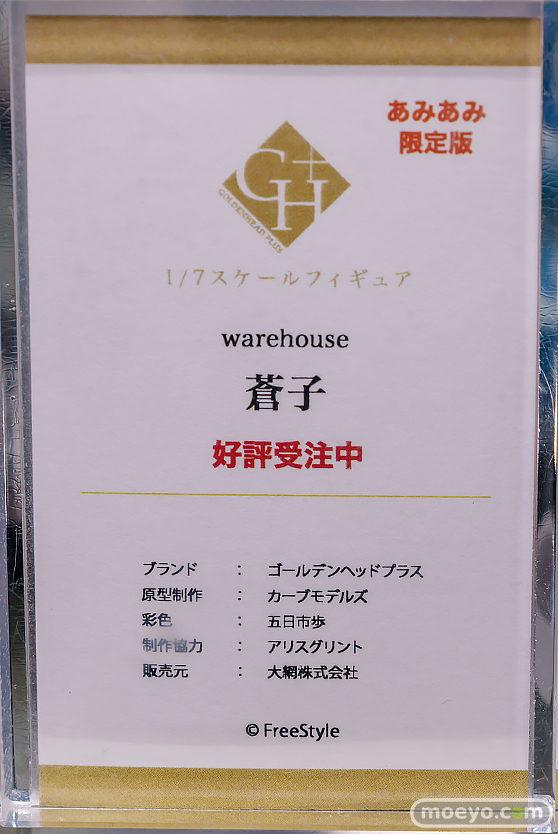 あみあみ
限定版
G+H
GOLDENHEAD PLUS
1/7スケールフィギュア
warehouse
蒼子
好評受注中
ブランド : ゴールデンヘッドプラス
原型制作 : カーブモデルズ
彩色 : 五日市歩
制作協力 : アリスグリント
販売元 : 大網株式会社
© FreeStyle
moeyo.com